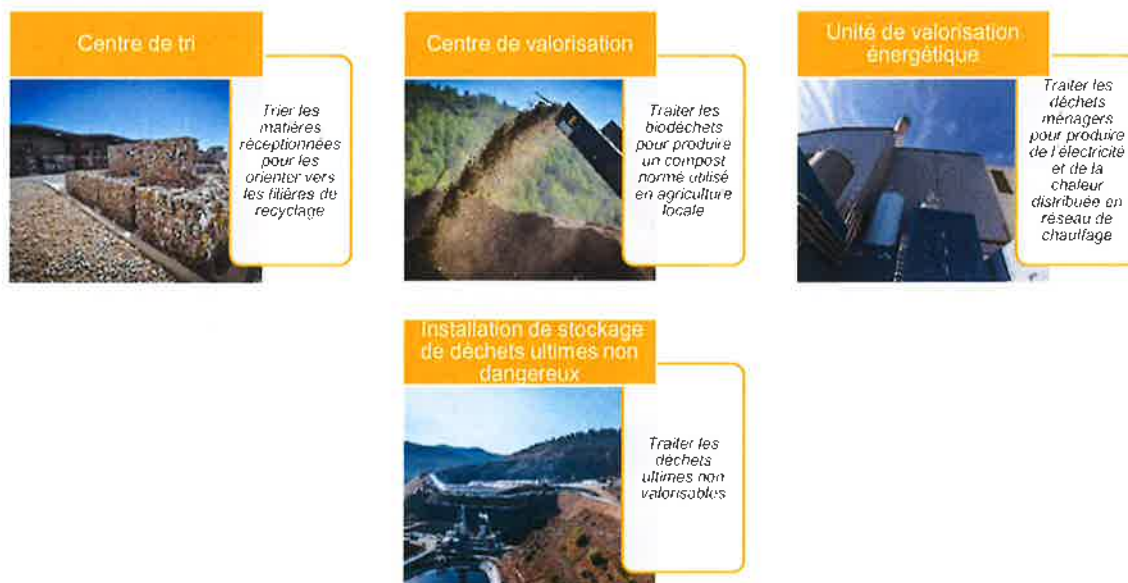 Centre de tri
Trier les
matières
réceptionnées
pour les
orienter vers
les filières de
recyclage
Centre de valorisation
Traiter les
biodéchets
pour produire
un compost
normé utilisé
en agriculture
locale
Unité de valorisation
énergétique
Traiter les
déchets
ménagers
pour produire
de l'électricité
et de la
chaleur
distribuée en
réseau de
chauffage
Installation de stockage
de déchets ultimes non
dangereux
Traiter les
déchets
ultimes non
valorisables